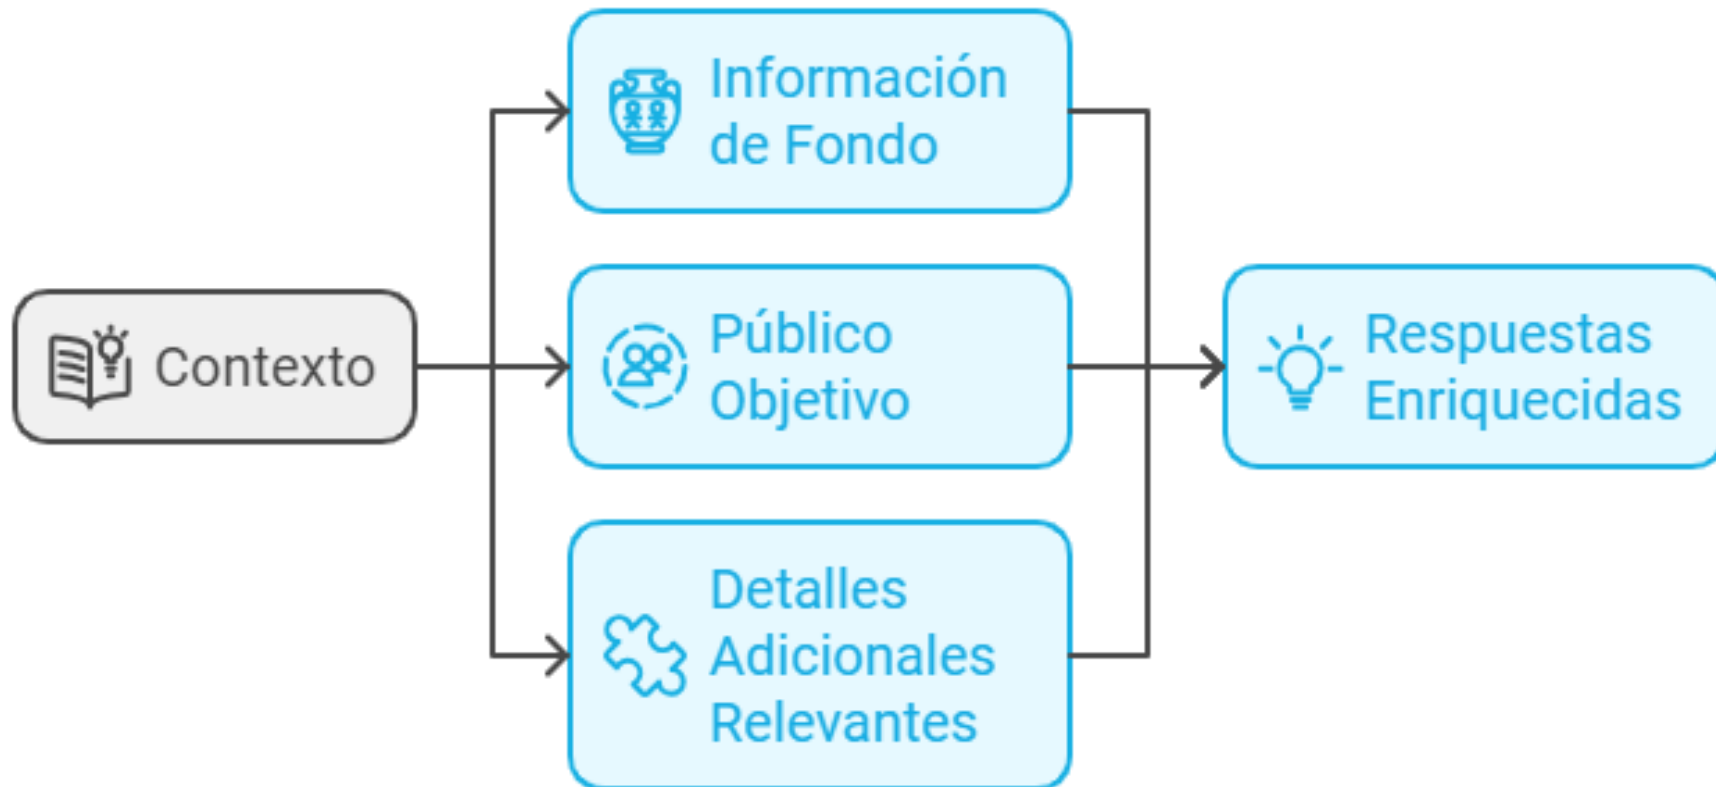 Contexto
Información
de Fondo
Público
Objetivo
Detalles
Adicionales
Relevantes
Respuestas
Enriquecidas